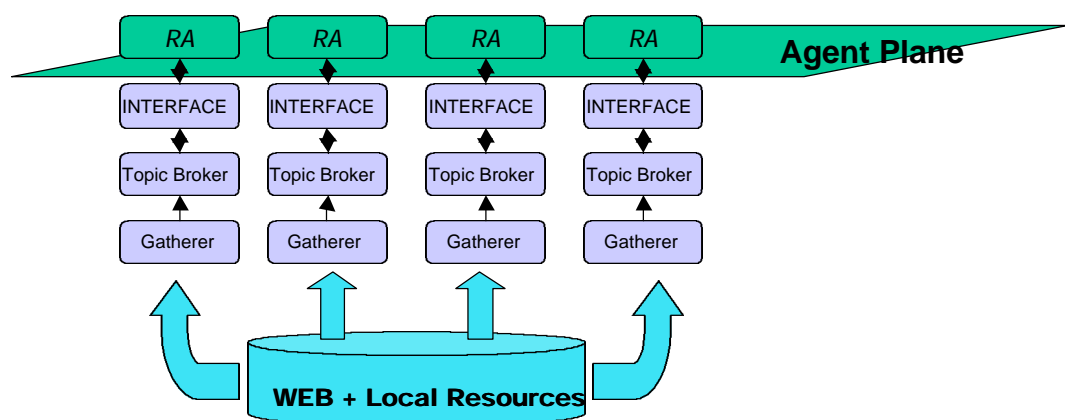 RA RA RA RA
Agent Plane
INTERFACE INTERFACE INTERFACE INTERFACE
Topic Broker Topic Broker Topic Broker Topic Broker
Gatherer Gatherer Gatherer Gatherer
WEB + Local Resources